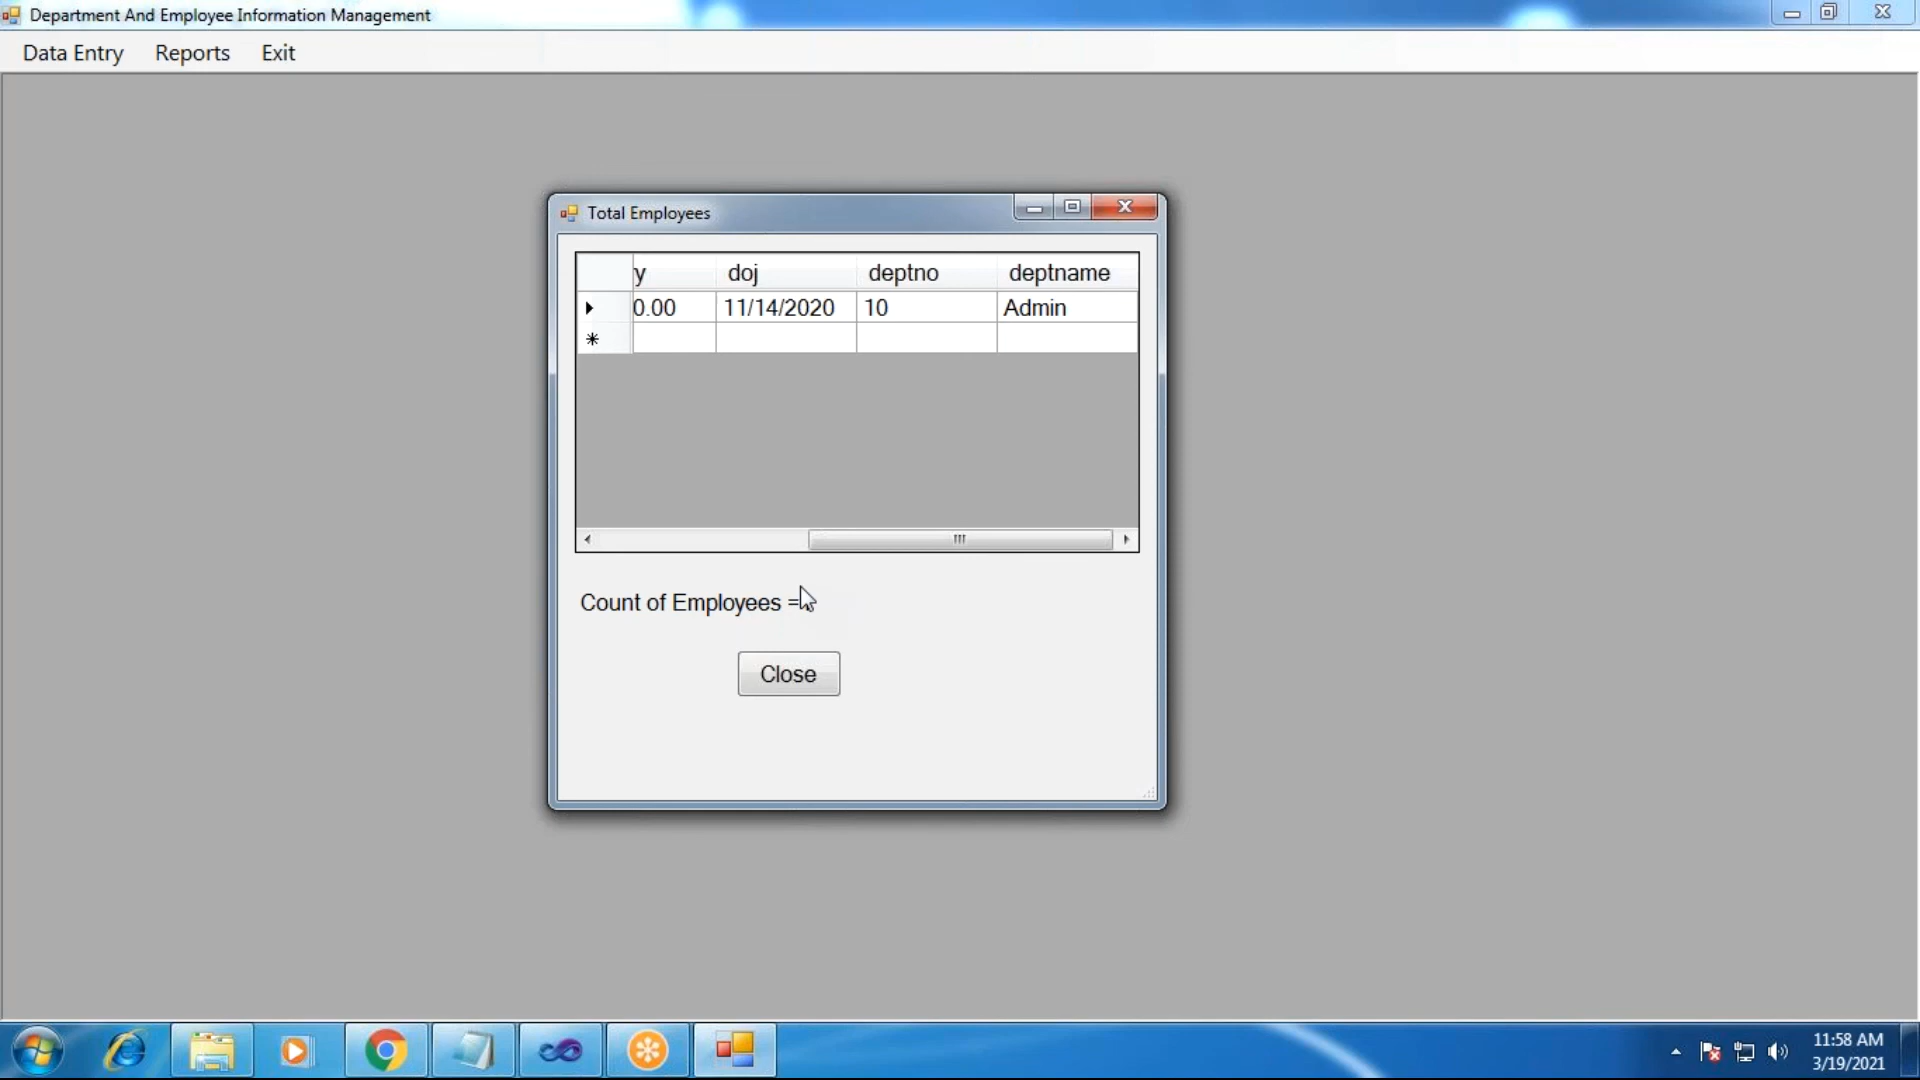 Department And Employee Information Management
Data Entry Reports Exit
Total Employees
y doj deptno deptname
0.00 11/14/2020 10 Admin
Count of Employees =
Close
11:58 AM
3/19/2021